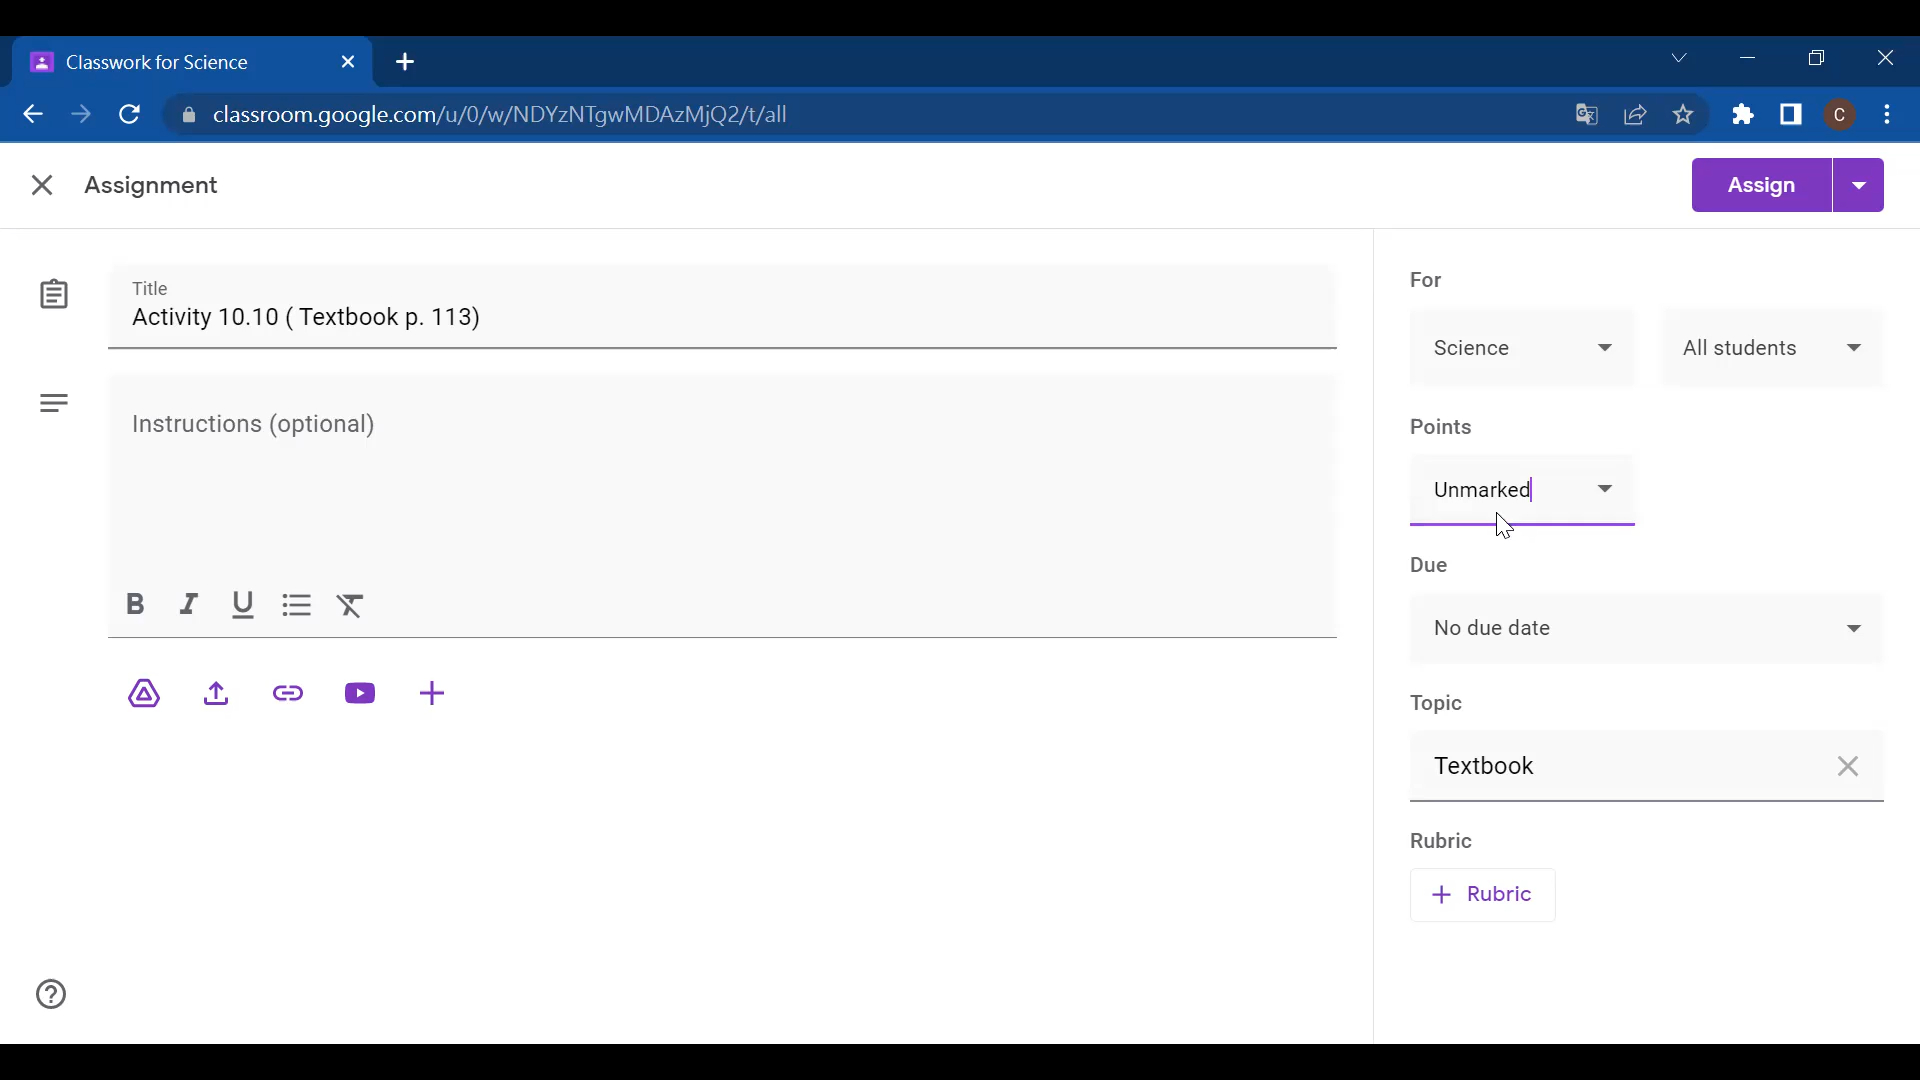 Classwork for Science
classroom.google.com/u/0/w/NDYzNTgwMDAzMjQ2/t/all
C
Assignment
Assign
Title
Activity 10.10 ( Textbook p. 113)
Instructions (optional)
B I U
For
Science
All students
Points
Unmarked
Due
No due date
Topic
Textbook
Rubric
+ Rubric